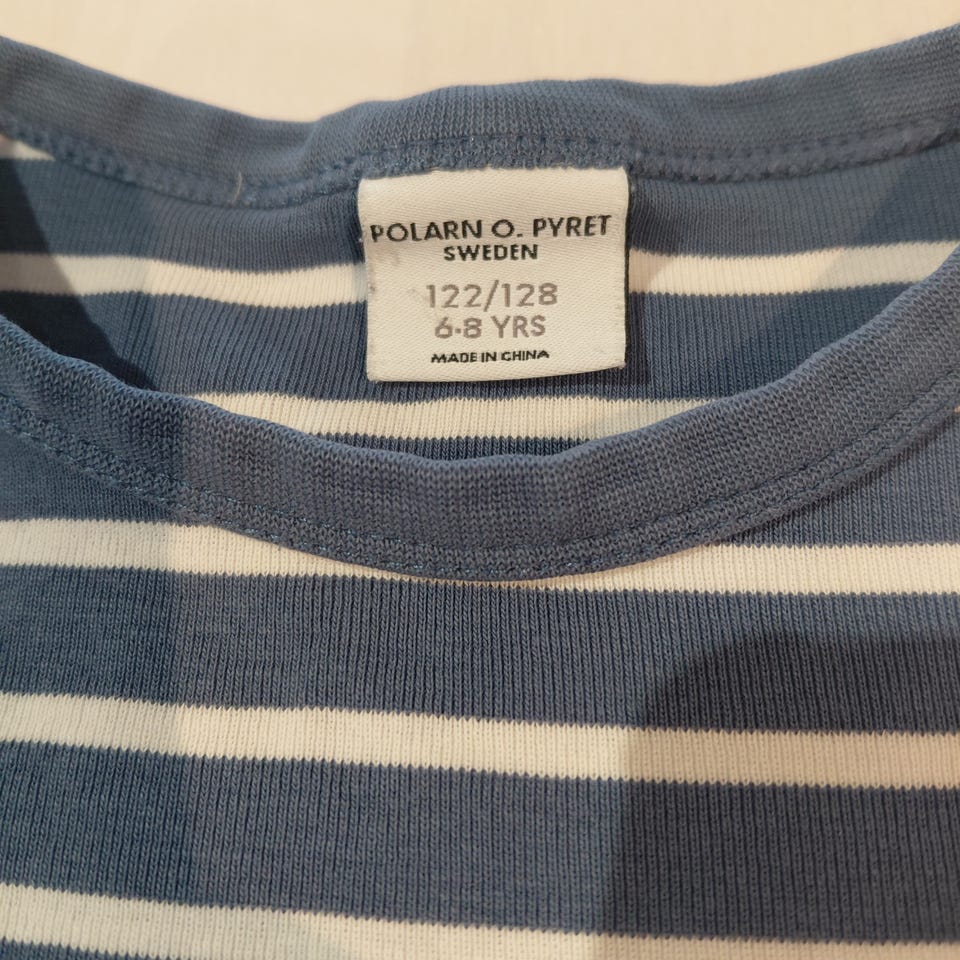 POLARN O. PYRET
SWEDEN
122/128
6-8 YRS
MADE IN CHINA